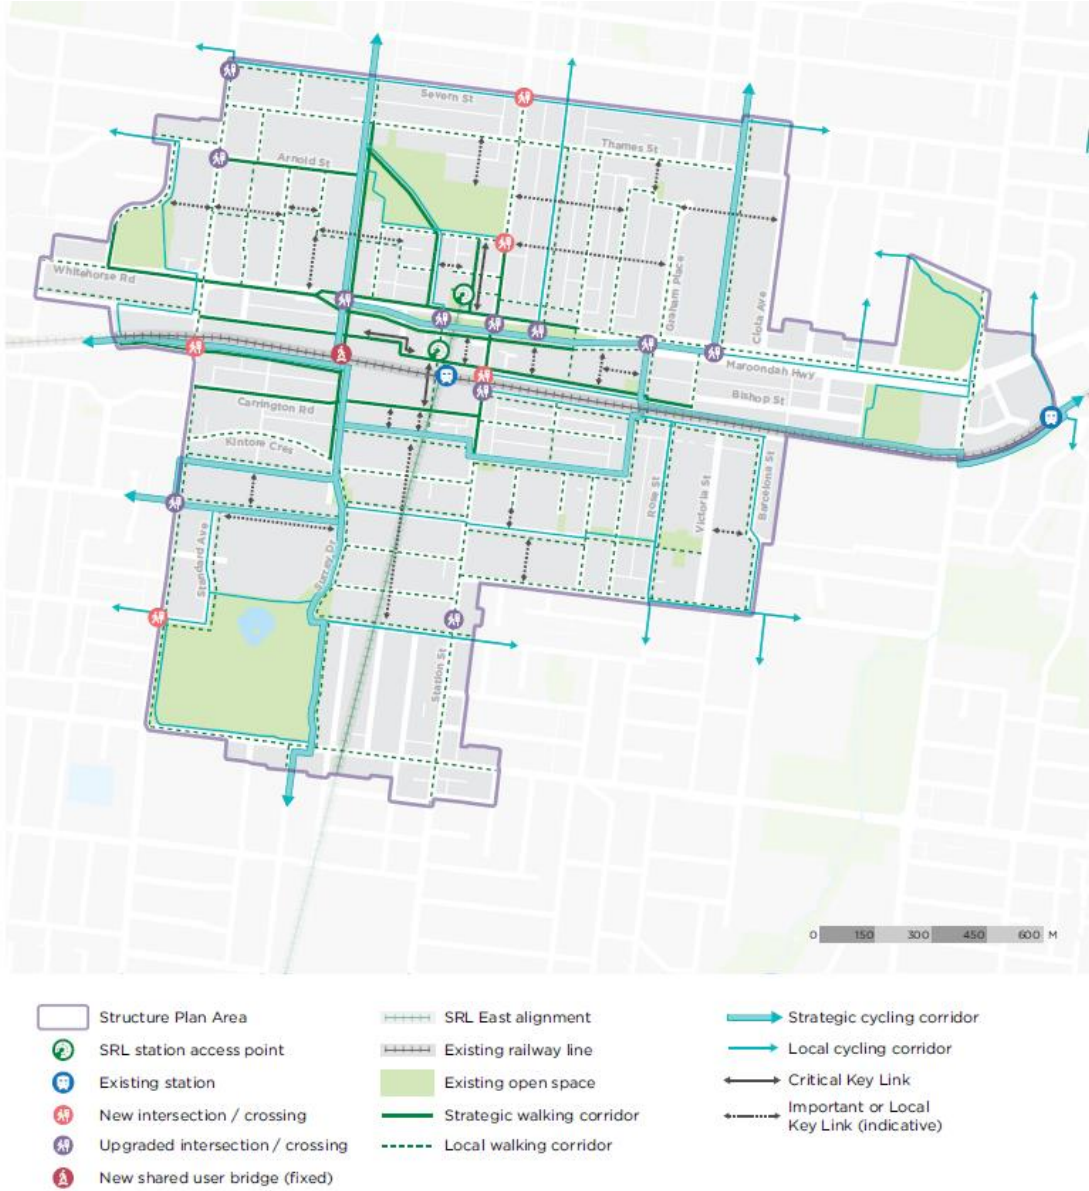 Severn St
Thames St
Arnold St
Whitehorse Rd
Graham Place
Clota Ave
Maroondah Hwy
Bishop St
Carrington Rd
Kintore Cres
Rose St
Victoria St
Barcelona St
Standard Ave
Surrey Dr
Station St
0 150 300 450 600 M
Structure Plan Area
SRL station access point
Existing station
New intersection / crossing
Upgraded intersection / crossing
New shared user bridge (fixed)
SRL East alignment
Existing railway line
Existing open space
Strategic walking corridor
Local walking corridor
Strategic cycling corridor
Local cycling corridor
Critical Key Link
Important or Local
Key Link (indicative)